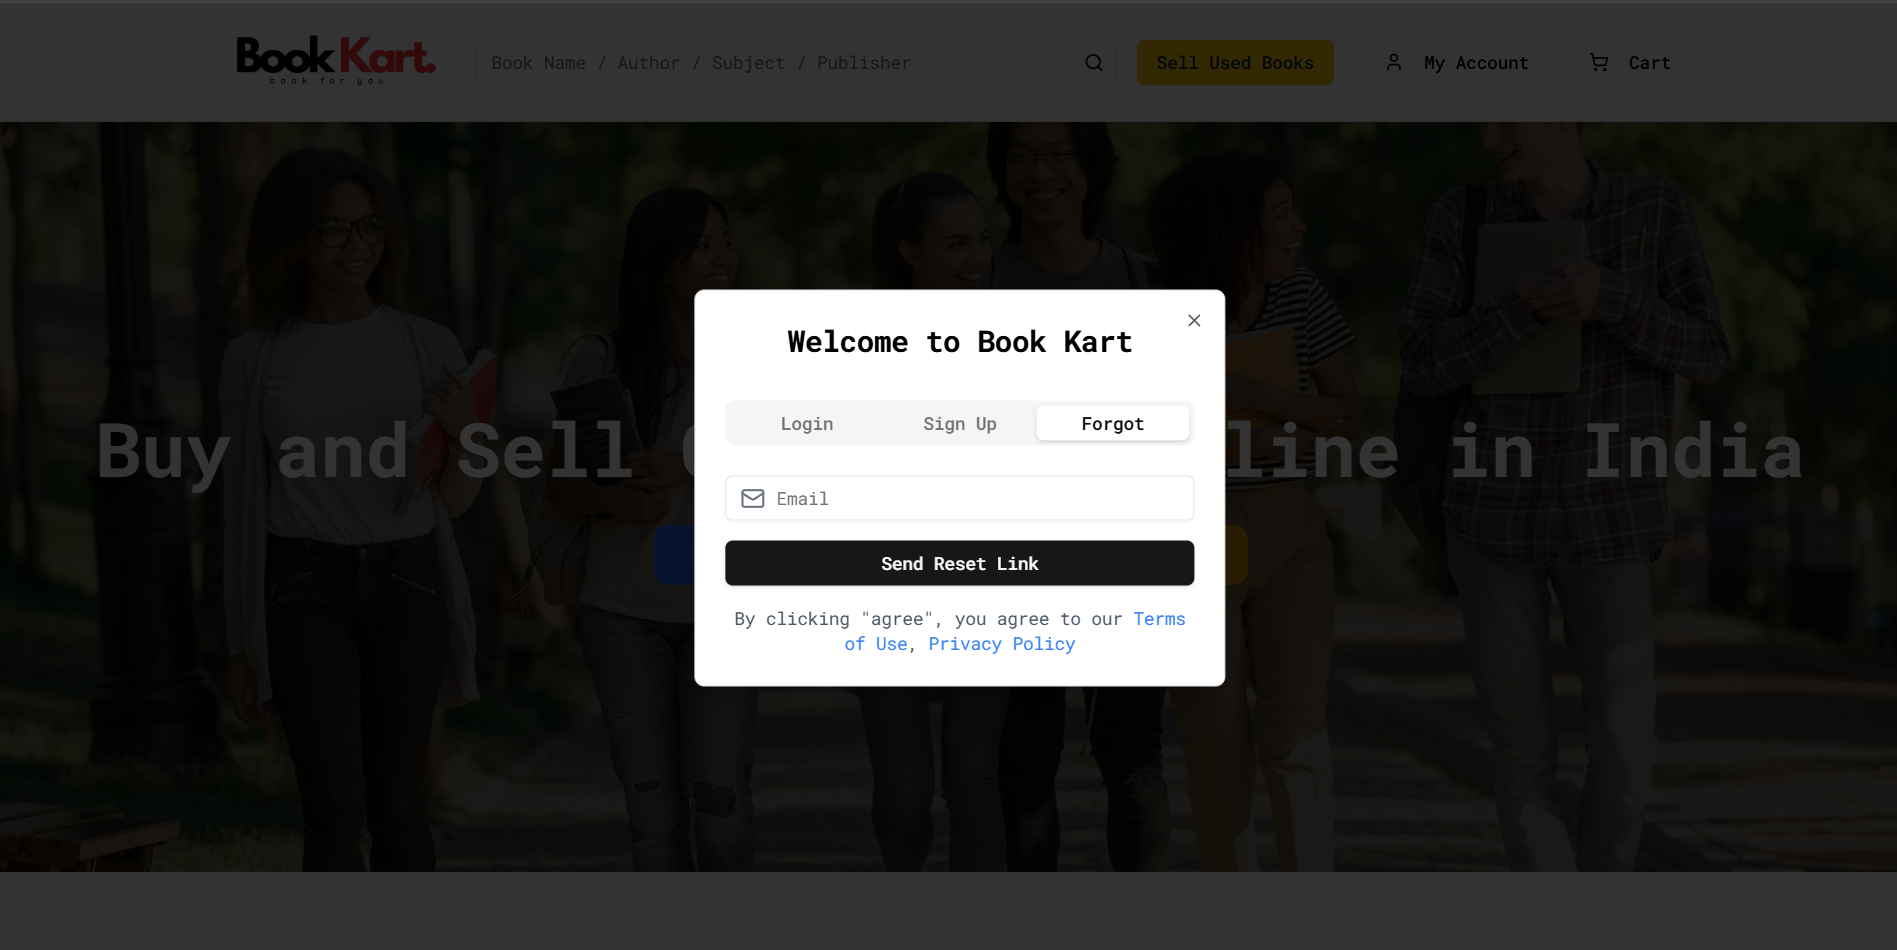 Book Kart.
book for you
Book Name / Author / Subject / Publisher
Sell Used Books
My Account
Cart
Buy and Sell
line in India
Welcome to Book Kart
Login
Sign Up
Forgot
Email
Send Reset Link
By clicking "agree", you agree to our Terms
of Use, Privacy Policy